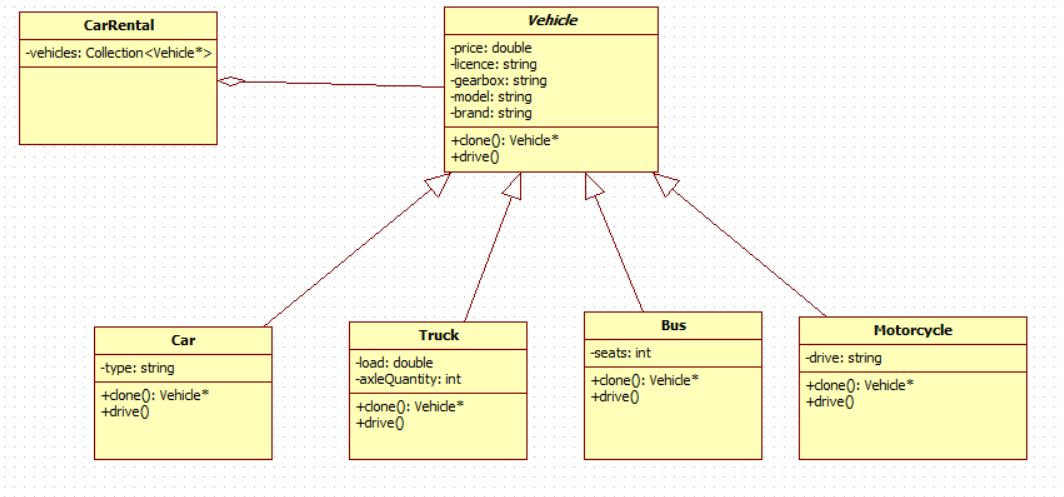 CarRental
-vehicles: Collection<Vehicle*>
Vehicle
-price: double
-licence: string
-gearbox: string
-model: string
-brand: string
+clone(): Vehicle*
+drive()
Car
-type: string
+clone(): Vehicle*
+drive()
Truck
-load: double
-axleQuantity: int
+clone(): Vehicle*
+drive()
Bus
-seats: int
+clone(): Vehicle*
+drive()
Motorcycle
-drive: string
+clone(): Vehicle*
+drive()